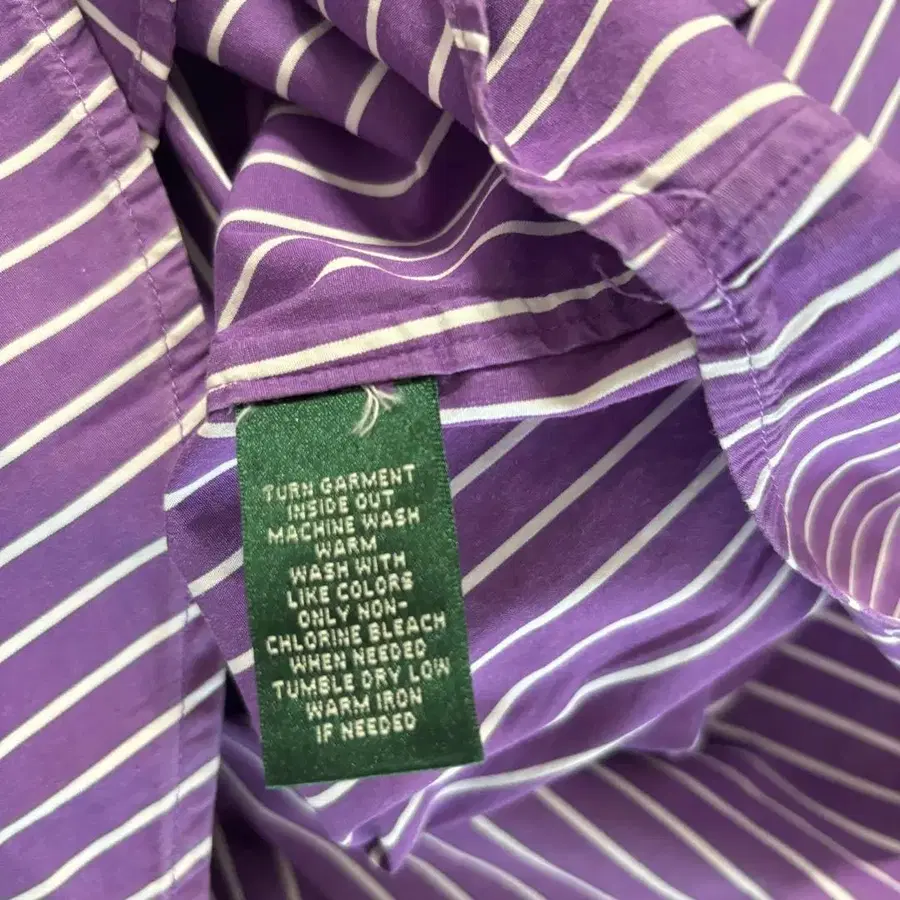 TURN GARMENT
INSIDE OUT
MACHINE WASH
WARM
WASH WITH
LIKE COLORS
ONLY NON-
CHLORINE BLEACH
WHEN NEEDED
TUMBLE DRY LOW
WARM IRON
IF NEEDED